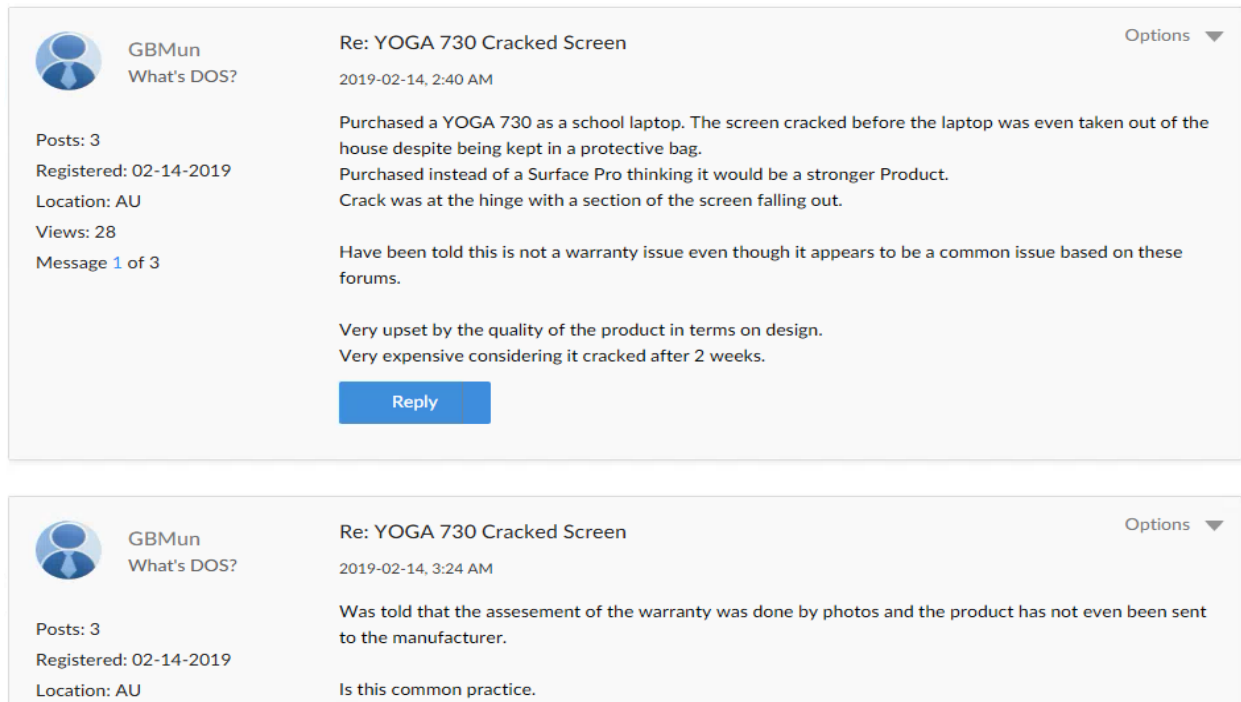 GBMun
What's DOS?
Posts: 3
Registered: 02-14-2019
Location: AU
Views: 28
Message 1 of 3
Re: YOGA 730 Cracked Screen
Options
2019-02-14, 2:40 AM
Purchased a YOGA 730 as a school laptop. The screen cracked before the laptop was even taken out of the
house despite being kept in a protective bag.
Purchased instead of a Surface Pro thinking it would be a stronger Product.
Crack was at the hinge with a section of the screen falling out.
Have been told this is not a warranty issue even though it appears to be a common issue based on these
forums.
Very upset by the quality of the product in terms on design.
Very expensive considering it cracked after 2 weeks.
Reply
GBMun
What's DOS?
Posts: 3
Registered: 02-14-2019
Location: AU
Re: YOGA 730 Cracked Screen
Options
2019-02-14, 3:24 AM
Was told that the assesement of the warranty was done by photos and the product has not even been sent
to the manufacturer.
Is this common practice.